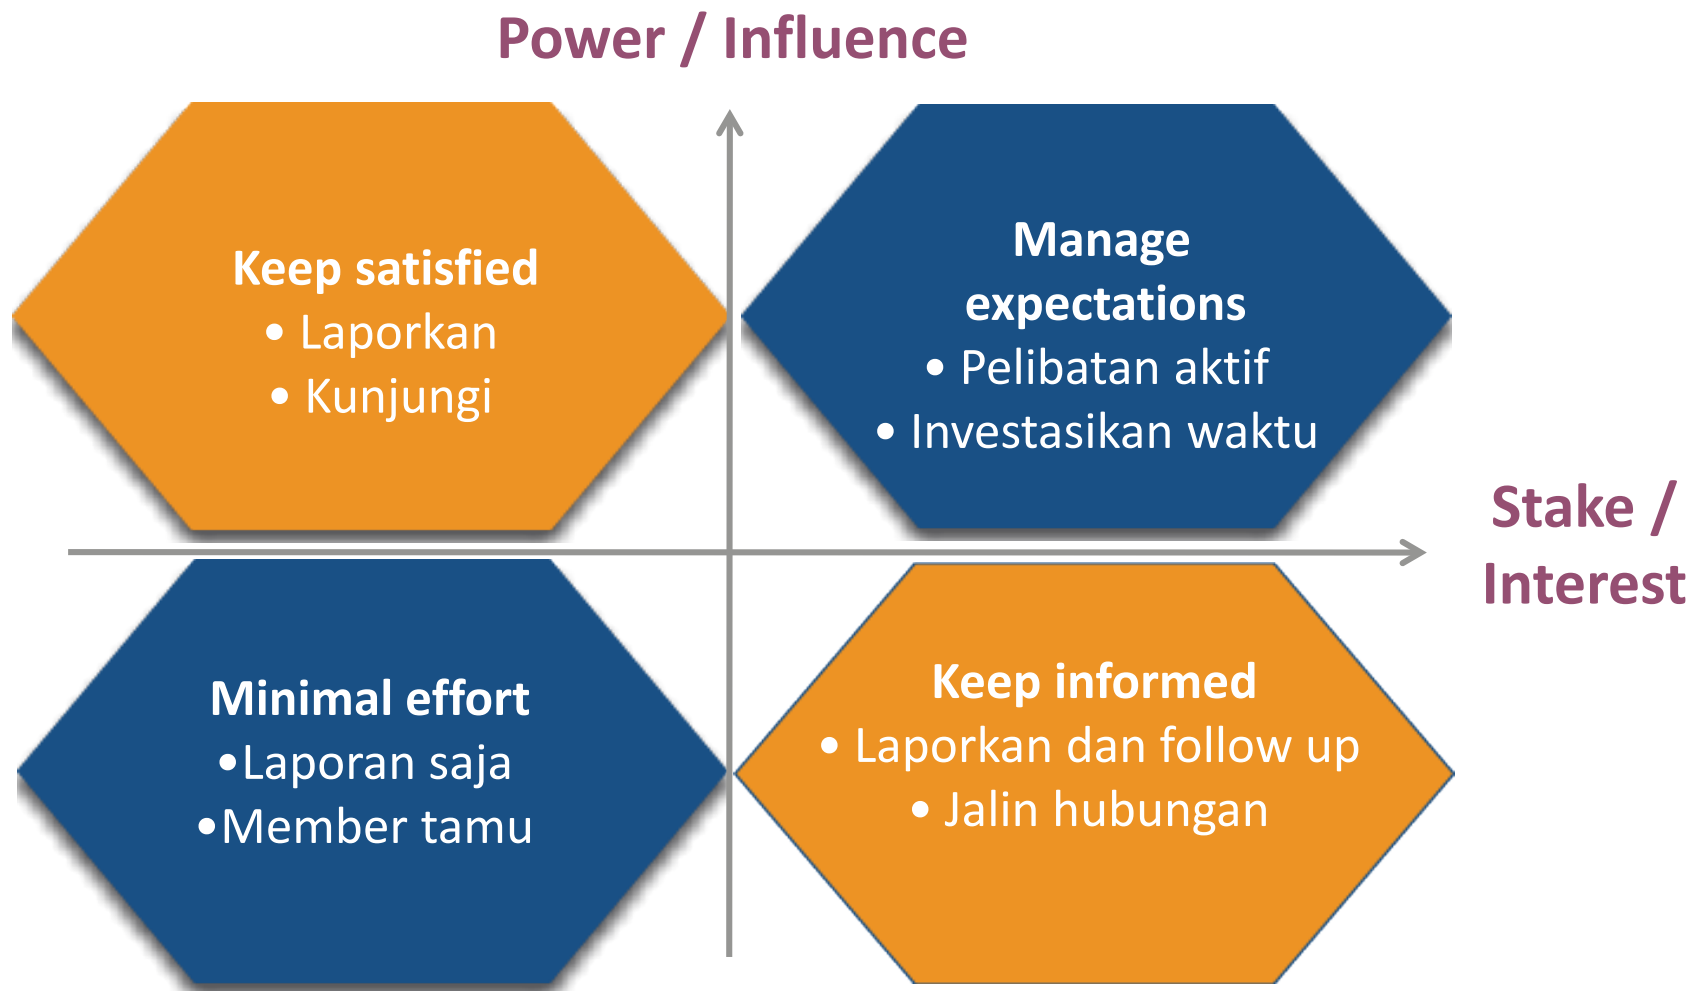 Power / Influence
Keep satisfied
• Laporkan
• Kunjungi
Manage
expectations
• Pelibatan aktif
• Investasikan waktu
Stake /
Interest
Minimal effort
•Laporan saja
•Member tamu
Keep informed
• Laporkan dan follow up
• Jalin hubungan